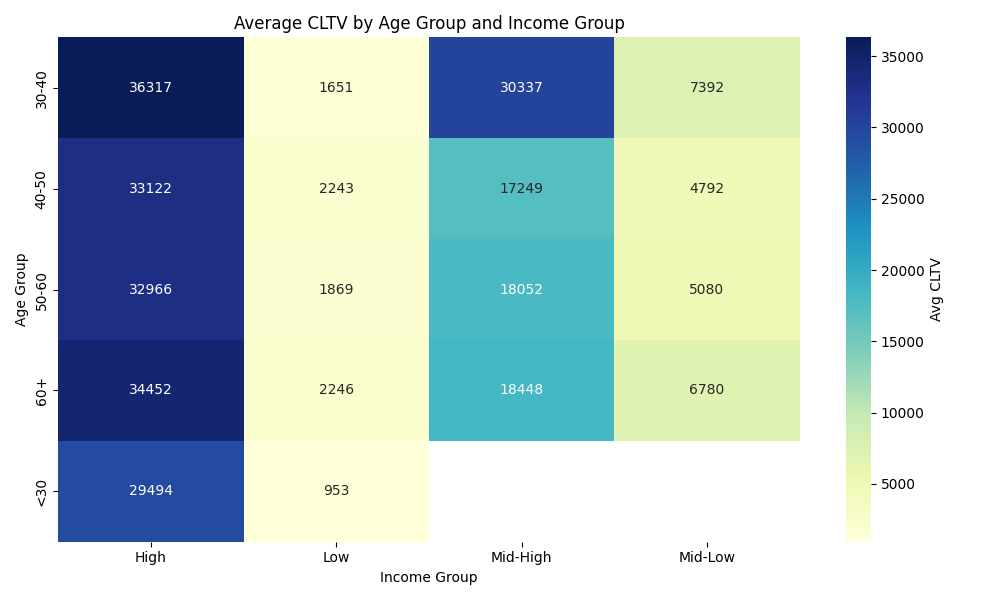 Average CLTV by Age Group and Income Group
Age Group
30-40 36317 1651 30337 7392
40-50 33122 2243 17249 4792
50-60 32966 1869 18052 5080
60+ 34452 2246 18448 6780
<30 29494 953
High Low Mid-High Mid-Low
Income Group
35000
30000
25000
20000
15000
10000
5000
Avg CLTV